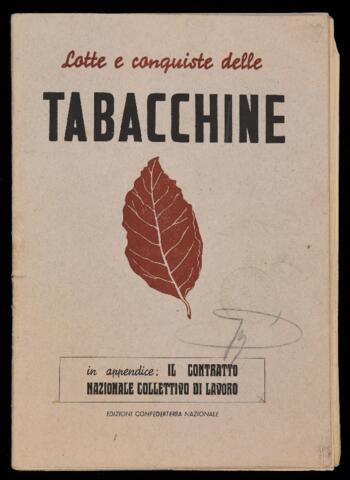 Lotte e conquiste delle
TABACCHINE
in appendice: IL CONTRATTO
NAZIONALE COLLETTIVO DI LAVORO
EDIZIONI CONFEDERTERRA NAZIONALE